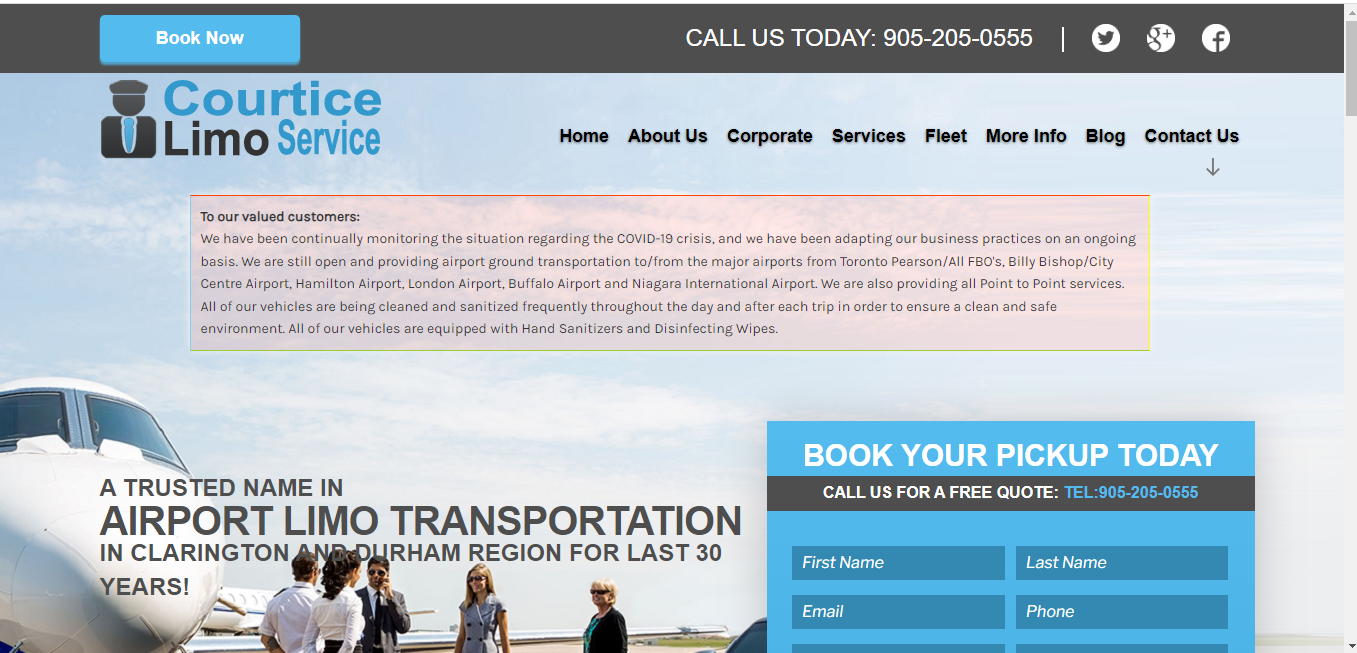 Book Now
CALL US TODAY: 905-205-0555
Courtice
Limo Service
Home About Us Corporate Services Fleet More Info Blog Contact Us
To our valued customers:
We have been continually monitoring the situation regarding the COVID-19 crisis, and we have been adapting our business practices on an ongoing
basis. We are still open and providing airport ground transportation to/from the major airports from Toronto Pearson/All FBO's, Billy Bishop/City
Centre Airport, Hamilton Airport, London Airport, Buffalo Airport and Niagara International Airport. We are also providing all Point to Point services.
All of our vehicles are being cleaned and sanitized frequently throughout the day and after each trip in order to ensure a clean and safe
environment. All of our vehicles are equipped with Hand Sanitizers and Disinfecting Wipes.
A TRUSTED NAME IN
AIRPORT LIMO TRANSPORTATION
IN CLARINGTON AND DURHAM REGION FOR LAST 30
YEARS!
BOOK YOUR PICKUP TODAY
CALL US FOR A FREE QUOTE: TEL:905-205-0555
First Name Last Name
Email Phone